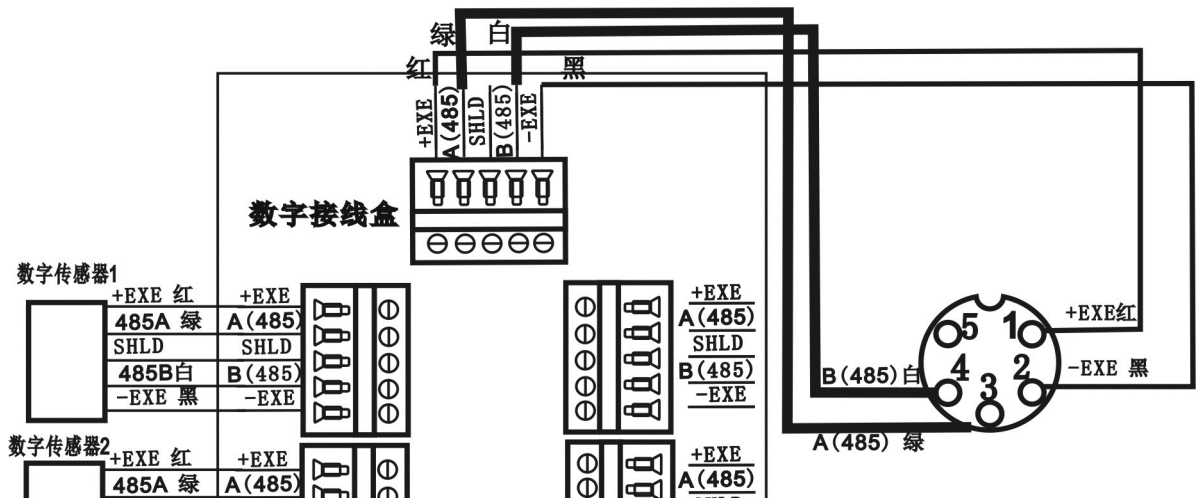 绿 白
红 黑
+EXE
A(485)
SHLD
B(485)
-EXE
数字接线盒
数字传感器1
+EXE 红 +EXE
485A 绿 A(485)
SHLD SHLD
485B白 B(485)
-EXE 黑 -EXE
+EXE
A(485)
SHLD
B(485)
-EXE
5 1
4 2
3
+EXE红
-EXE 黑
B(485)白
A(485) 绿
数字传感器2
+EXE 红 +EXE
485A 绿 A(485)
+EXE
A(485)